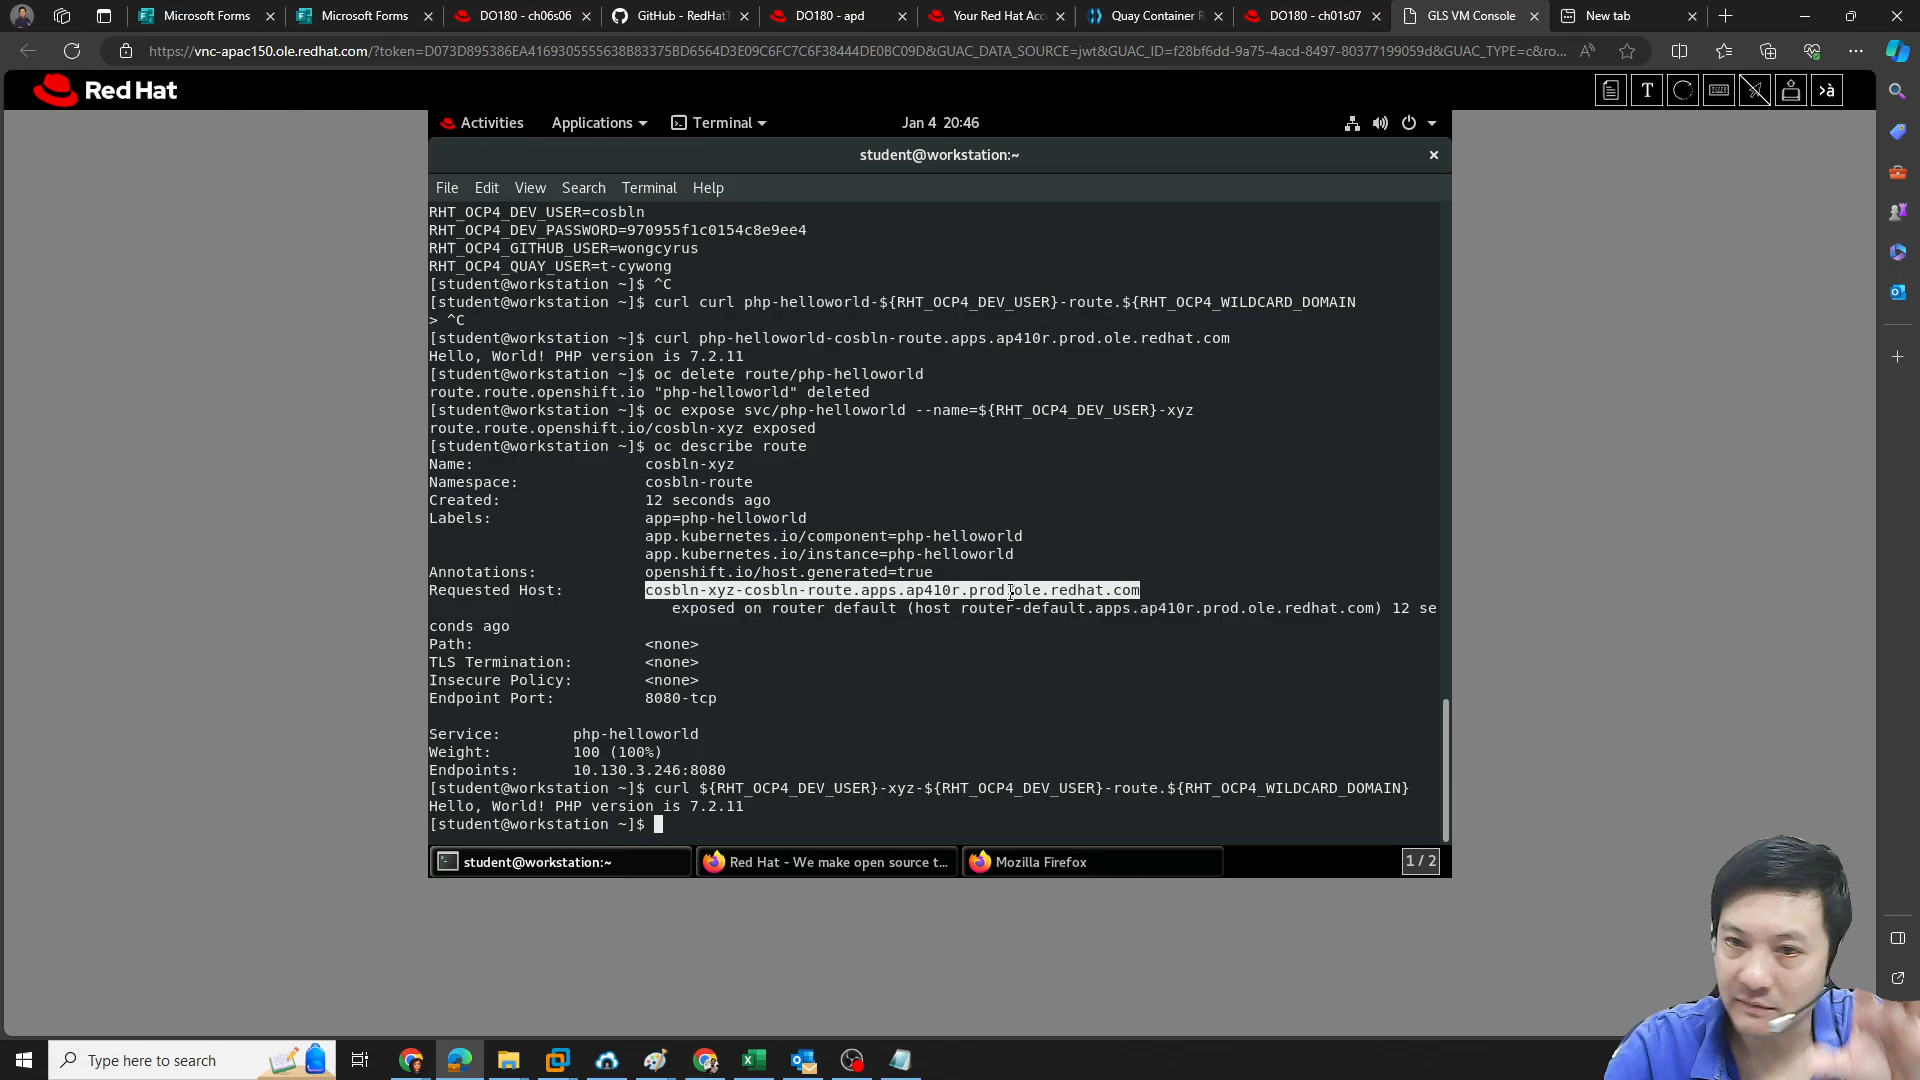 Microsoft Forms
Microsoft Forms
DO180 - ch06s06
GitHub - RedHatT
DO180 - apd
Your Red Hat Acc
Quay Container R
DO180 - ch01s07
GLS VM Console
New tab
https://vnc-apac150.ole.redhat.com/?token=D073D895386EA4169305555638B83375BD6564D3E09C6FC7C6F38444DE0BC09D&GUAC_DATA_SOURCE=jwt&GUAC_ID=f28bf6dd-9a75-4acd-8497-80377199059d&GUAC_TYPE=c&ro...
Red Hat
Activities
Applications
Terminal
Jan 4 20:46
student@workstation:~
File Edit View Search Terminal Help
RHT_OCP4_DEV_USER=cosbln
RHT_OCP4_DEV_PASSWORD=970955f1c0154c8e9ee4
RHT_OCP4_GITHUB_USER=wongcyrus
RHT_OCP4_QUAY_USER=t-cywong
[student@workstation ~]$ ^C
[student@workstation ~]$ curl curl php-helloworld-${RHT_OCP4_DEV_USER}-route.${RHT_OCP4_WILDCARD_DOMAIN
> ^C
[student@workstation ~]$ curl php-helloworld-cosbln-route.apps.ap410r.prod.ole.redhat.com
Hello, World! PHP version is 7.2.11
[student@workstation ~]$ oc delete route/php-helloworld
route.route.openshift.io "php-helloworld" deleted
[student@workstation ~]$ oc expose svc/php-helloworld --name=${RHT_OCP4_DEV_USER}-xyz
route.route.openshift.io/cosbln-xyz exposed
[student@workstation ~]$ oc describe route
Name: cosbln-xyz
Namespace: cosbln-route
Created: 12 seconds ago
Labels: app=php-helloworld
app.kubernetes.io/component=php-helloworld
app.kubernetes.io/instance=php-helloworld
Annotations: openshift.io/host.generated=true
Requested Host: cosbln-xyz-cosbln-route.apps.ap410r.prod.ole.redhat.com
exposed on router default (host router-default.apps.ap410r.prod.ole.redhat.com) 12 se
conds ago
Path: <none>
TLS Termination: <none>
Insecure Policy: <none>
Endpoint Port: 8080-tcp
Service: php-helloworld
Weight: 100 (100%)
Endpoints: 10.130.3.246:8080
[student@workstation ~]$ curl ${RHT_OCP4_DEV_USER}-xyz-${RHT_OCP4_DEV_USER}-route.${RHT_OCP4_WILDCARD_DOMAIN}
Hello, World! PHP version is 7.2.11
[student@workstation ~]$
student@workstation:~
Red Hat - We make open source t...
Mozilla Firefox
1 / 2
Type here to search